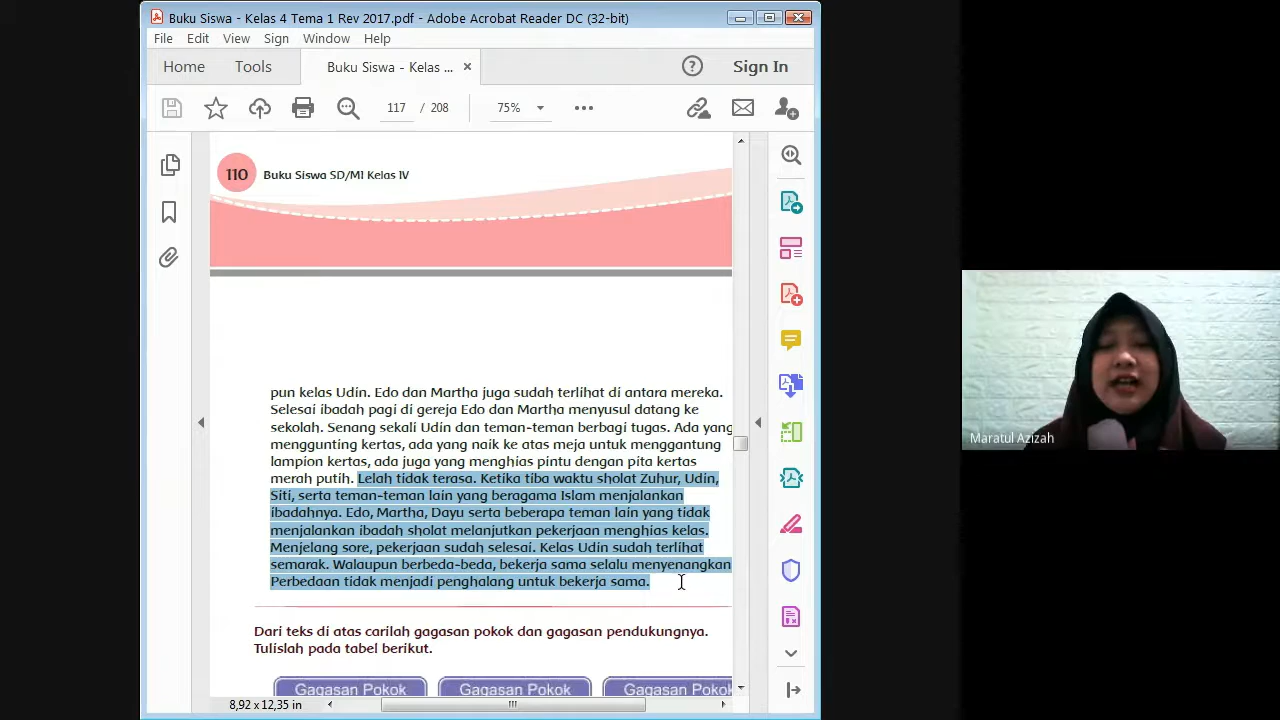 Buku Siswa - Kelas 4 Tema 1 Rev 2017.pdf - Adobe Acrobat Reader DC (32-bit)
File Edit View Sign Window Help
Home Tools Buku Siswa - Kelas ... × ? Sign In
117 / 208 75%
110 Buku Siswa SD/MI Kelas IV
pun kelas Udin. Edo dan Martha juga sudah terlihat di antara mereka.
Selesai ibadah pagi di gereja Edo dan Martha menyusul datang ke
sekolah. Senang sekali Udin dan teman-teman berbagi tugas. Ada yang
menggunting kertas, ada yang naik ke atas meja untuk menggantung
lampion kertas, ada juga yang menghias pintu dengan pita kertas
merah putih. Lelah tidak terasa. Ketika tiba waktu sholat Zuhur, Udin,
Siti, serta teman-teman lain yang beragama Islam menjalankan
ibadahnya. Edo, Martha, Dayu serta beberapa teman lain yang tidak
menjalankan ibadah sholat melanjutkan pekerjaan menghias kelas.
Menjelang sore, pekerjaan sudah selesai. Kelas Udin sudah terlihat
semarak. Walaupun berbeda-beda, bekerja sama selalu menyenangkan
Perbedaan tidak menjadi penghalang untuk bekerja sama.
Dari teks di atas carilah gagasan pokok dan gagasan pendukungnya.
Tulislah pada tabel berikut.
Gagasan Pokok Gagasan Pokok Gagasan Pok
8,92 x 12,35 in
Maratul Azizah